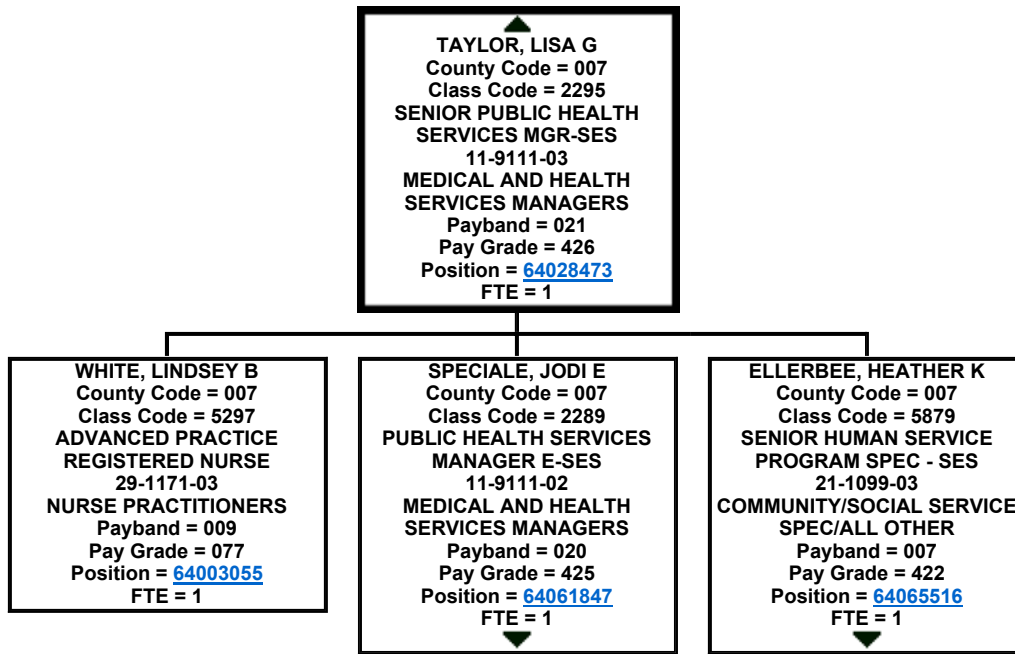 TAYLOR, LISA G
County Code = 007
Class Code = 2295
SENIOR PUBLIC HEALTH
SERVICES MGR-SES
11-9111-03
MEDICAL AND HEALTH
SERVICES MANAGERS
Payband = 021
Pay Grade = 426
Position = 64028473
FTE = 1
WHITE, LINDSEY B
County Code = 007
Class Code = 5297
ADVANCED PRACTICE
REGISTERED NURSE
29-1171-03
NURSE PRACTITIONERS
Payband = 009
Pay Grade = 077
Position = 64003055
FTE = 1
SPECIALE, JODI E
County Code = 007
Class Code = 2289
PUBLIC HEALTH SERVICES
MANAGER E-SES
11-9111-02
MEDICAL AND HEALTH
SERVICES MANAGERS
Payband = 020
Pay Grade = 425
Position = 64061847
FTE = 1
ELLERBEE, HEATHER K
County Code = 007
Class Code = 5879
SENIOR HUMAN SERVICE
PROGRAM SPEC - SES
21-1099-03
COMMUNITY/SOCIAL SERVICE
SPEC/ALL OTHER
Payband = 007
Pay Grade = 422
Position = 64065516
FTE = 1